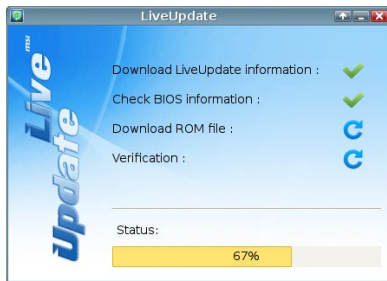 LiveUpdate
msi
Live
Update
Download LiveUpdate information :
Check BIOS information :
Download ROM file :
Verification :
Status:
67%